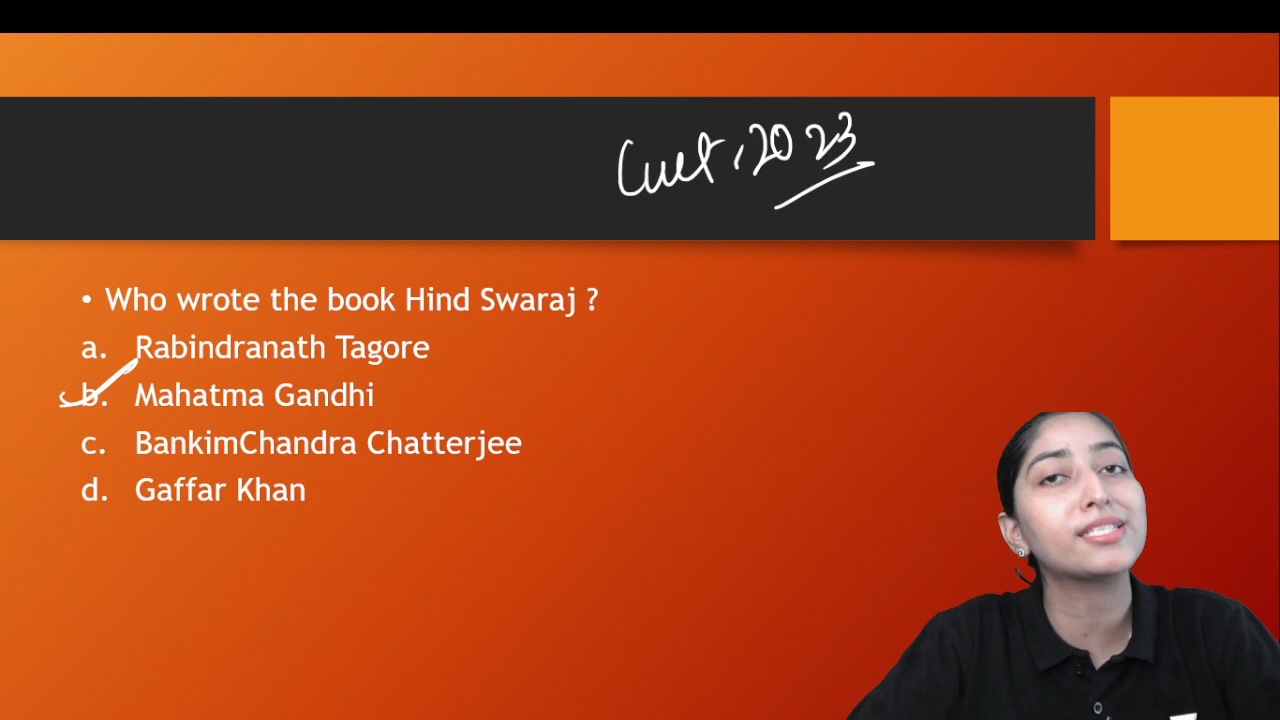 Cuet, 2023
• Who wrote the book Hind Swaraj ?
a. Rabindranath Tagore
b. Mahatma Gandhi
c. BankimChandra Chatterjee
d. Gaffar Khan